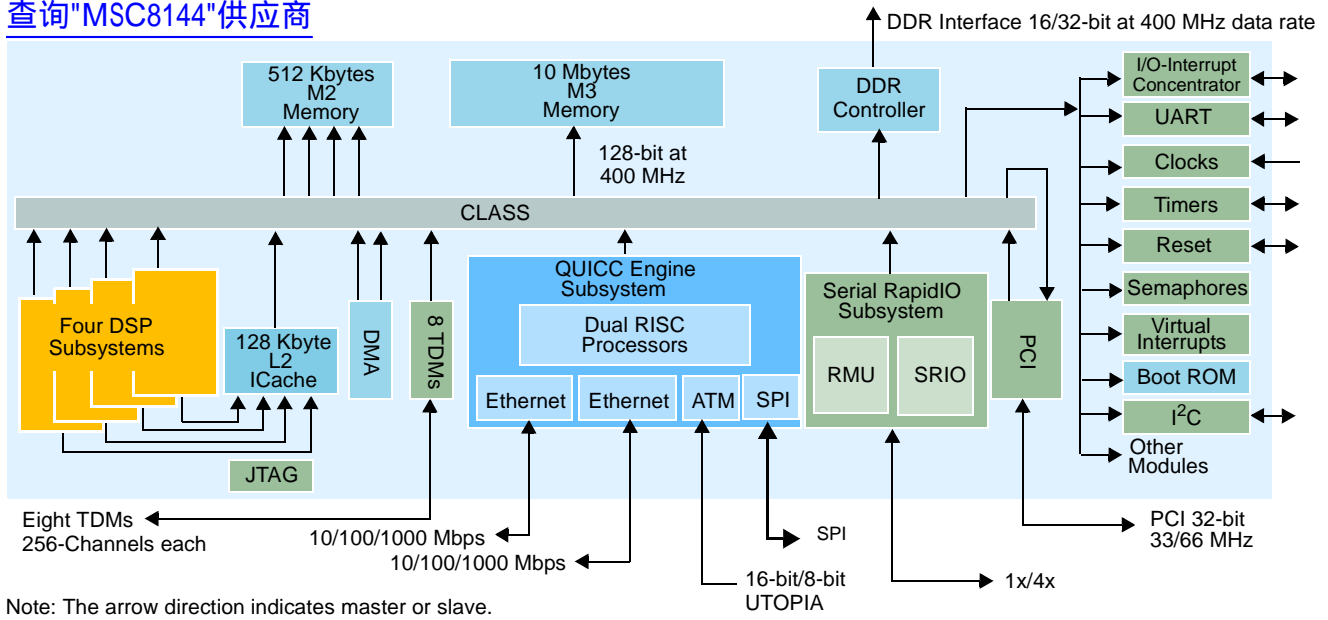 查询"MSC8144"供应商
DDR Interface 16/32-bit at 400 MHz data rate
512 Kbytes
M2
Memory
10 Mbytes
M3
Memory
DDR
Controller
I/O-Interrupt
Concentrator
UART
128-bit at
400 MHz
Clocks
CLASS
Timers
Reset
QUICC Engine
Subsystem
Serial RapidIO
Subsystem
Semaphores
Four DSP
Subsystems
128 Kbyte
L2
ICache
DMA
8 TDMs
Dual RISC
Processors
PCI
Virtual
Interrupts
RMU
SRIO
Boot ROM
Ethernet
Ethernet
ATM
SPI
I²C
Other
Modules
JTAG
Eight TDMs
256-Channels each
10/100/1000 Mbps
10/100/1000 Mbps
SPI
PCI 32-bit
33/66 MHz
16-bit/8-bit
UTOPIA
1x/4x
Note: The arrow direction indicates master or slave.